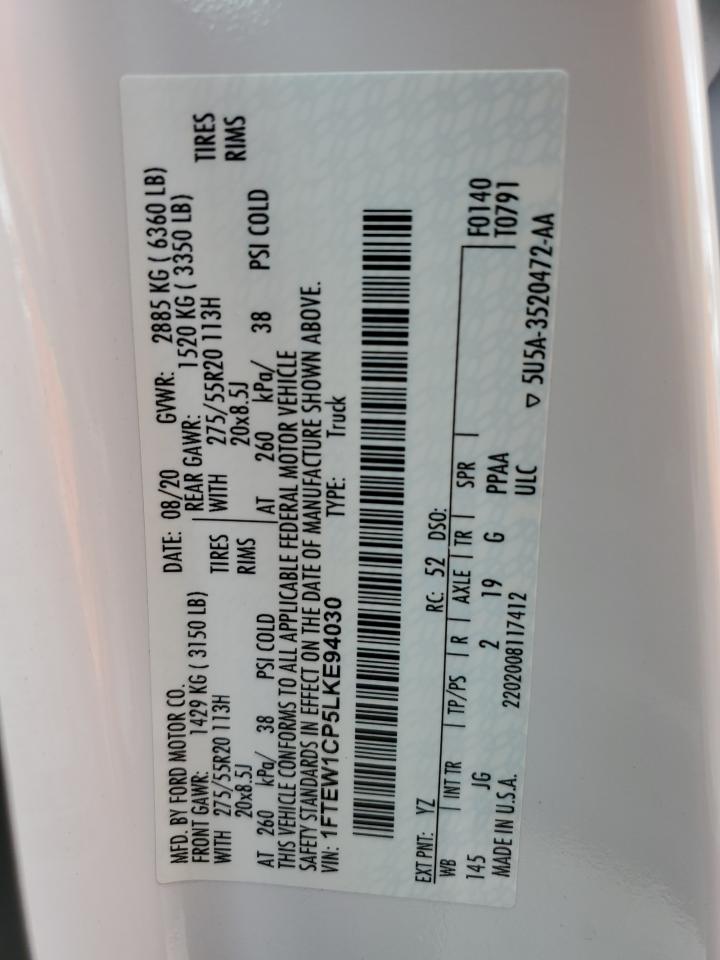 MFD. BY FORD MOTOR CO.
DATE: 08/20 GVWR: 2885 KG ( 6360 LB)
FRONT GAWR: 1429 KG ( 3150 LB)
REAR GAWR: 1520 KG ( 3350 LB)
WITH 275/55R20 113H TIRES
WITH 275/55R20 113H TIRES
20x8.5J RIMS
20x8.5J RIMS
AT 260 kPa/ 38 PSI COLD
AT 260 kPa/ 38 PSI COLD
THIS VEHICLE CONFORMS TO ALL APPLICABLE FEDERAL MOTOR VEHICLE
SAFETY STANDARDS IN EFFECT ON THE DATE OF MANUFACTURE SHOWN ABOVE.
VIN: 1FTEW1CP5LKE94030 TYPE: Truck
EXT PNT: YZ RC: 52 DSO:
WB INT TR TP/PS R AXLE TR SPR F0140
145 JG 2 19 G PPAA T0791
MADE IN U.S.A. 2202008117412 ULC
▽ 5U5A-3520472-AA